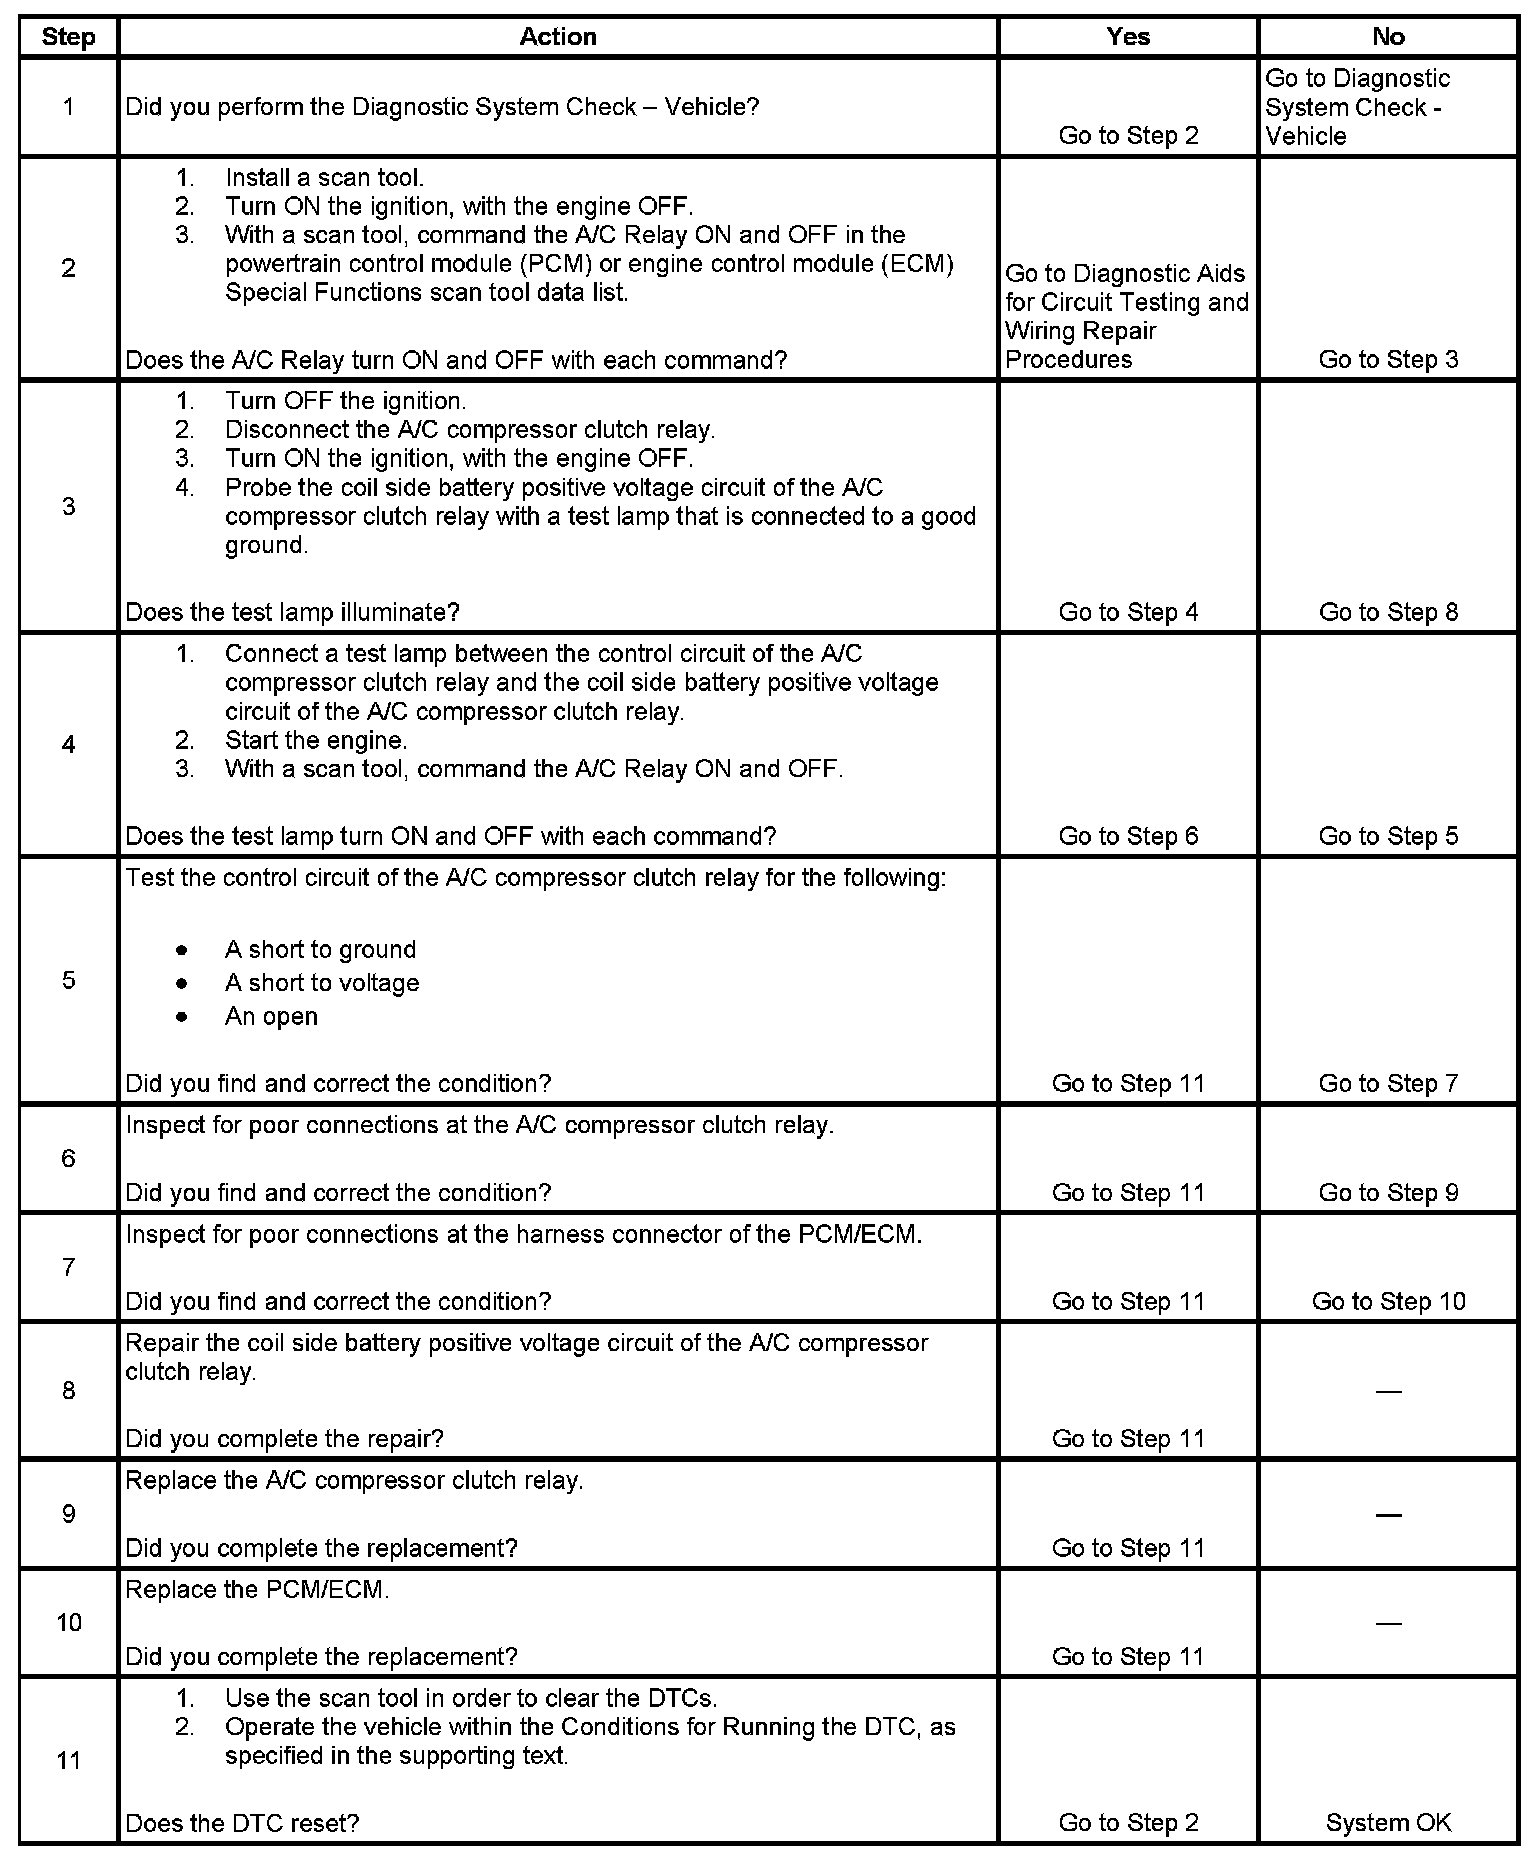 Step Action Yes No
1 Did you perform the Diagnostic System Check – Vehicle? Go to Step 2 Go to Diagnostic
System Check -
Vehicle
2
1. Install a scan tool.
2. Turn ON the ignition, with the engine OFF.
3. With a scan tool, command the A/C Relay ON and OFF in the
powertrain control module (PCM) or engine control module (ECM)
Special Functions scan tool data list.
Does the A/C Relay turn ON and OFF with each command?
Go to Diagnostic Aids
for Circuit Testing and
Wiring Repair
Procedures
Go to Step 3
3
1. Turn OFF the ignition.
2. Disconnect the A/C compressor clutch relay.
3. Turn ON the ignition, with the engine OFF.
4. Probe the coil side battery positive voltage circuit of the A/C
compressor clutch relay with a test lamp that is connected to a good
ground.
Does the test lamp illuminate?
Go to Step 4
Go to Step 8
4
1. Connect a test lamp between the control circuit of the A/C
compressor clutch relay and the coil side battery positive voltage
circuit of the A/C compressor clutch relay.
2. Start the engine.
3. With a scan tool, command the A/C Relay ON and OFF.
Does the test lamp turn ON and OFF with each command?
Go to Step 6
Go to Step 5
5
Test the control circuit of the A/C compressor clutch relay for the following:
● A short to ground
● A short to voltage
● An open
Did you find and correct the condition?
Go to Step 11
Go to Step 7
6
Inspect for poor connections at the A/C compressor clutch relay.
Did you find and correct the condition?
Go to Step 11
Go to Step 9
7
Inspect for poor connections at the harness connector of the PCM/ECM.
Did you find and correct the condition?
Go to Step 11
Go to Step 10
8
Repair the coil side battery positive voltage circuit of the A/C compressor
clutch relay.
Did you complete the repair?
Go to Step 11
—
9
Replace the A/C compressor clutch relay.
Did you complete the replacement?
Go to Step 11
—
10
Replace the PCM/ECM.
Did you complete the replacement?
Go to Step 11
—
11
1. Use the scan tool in order to clear the DTCs.
2. Operate the vehicle within the Conditions for Running the DTC, as
specified in the supporting text.
Does the DTC reset?
Go to Step 2
System OK